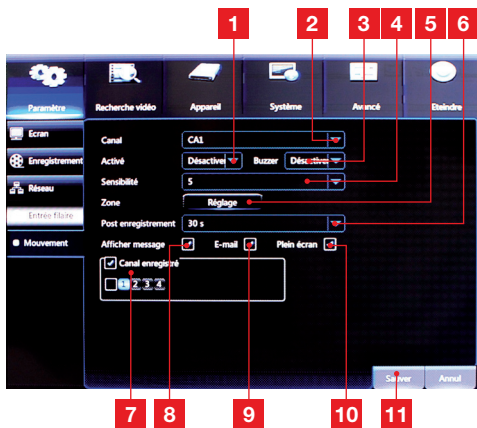 1 2 3 4 5 6
Paramètre Recherche vidéo Appareil Système Avancé Eteindre
Ecran
Enregistrement
Réseau
Entrée filaire
Mouvement
Canal CA1
Activé Désactiver Buzzer Désactiver
Sensibilité 5
Zone Réglage
Post enregistrement 30 s
Afficher message E-mail Plein écran
Canal enregistré
1 2 3 4
Sauver Annul
7 8 9 10 11